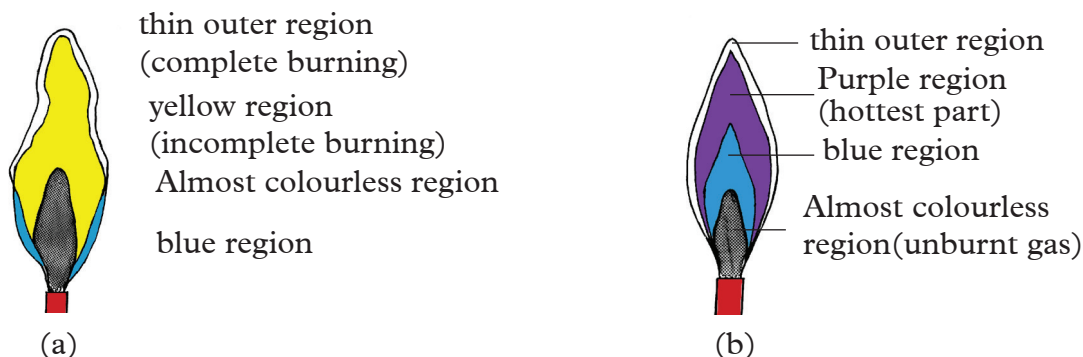 thin outer region
(complete burning)
yellow region
(incomplete burning)
Almost colourless region
blue region
(a)
thin outer region
Purple region
(hottest part)
blue region
Almost colourless
region(unburnt gas)
(b)